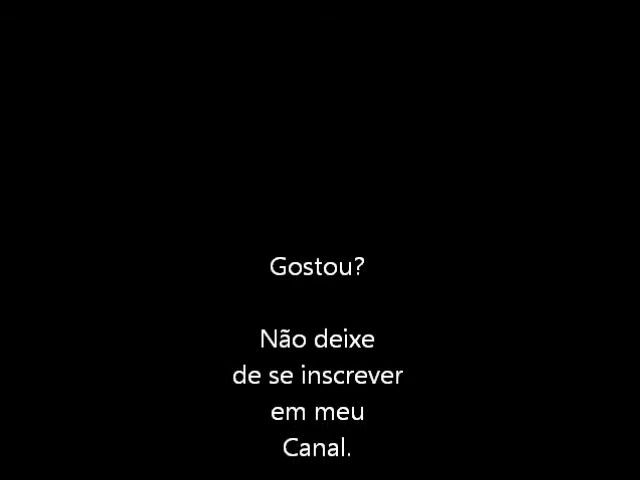 Gostou?
Não deixe
de se inscrever
em meu
Canal.